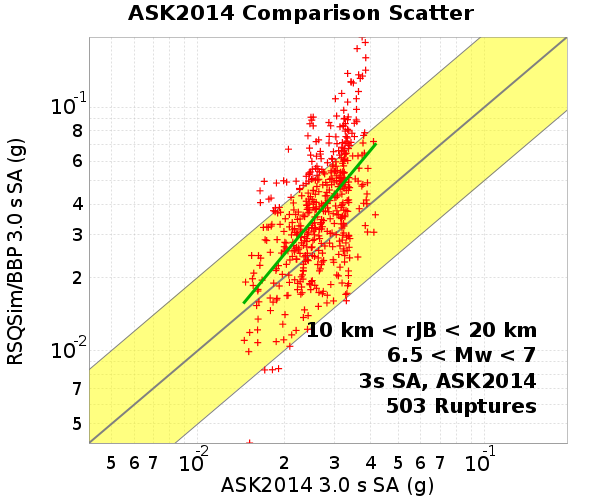 ASK2014 Comparison Scatter
RSQSim/BBP 3.0 s SA (g)
10^-1
8
6
4
3
2
10^-2
7
5
10 km < rJB < 20 km
6.5 < Mw < 7
3s SA, ASK2014
503 Ruptures
5 6 7 10^-2 2 3 4 5 6 7 10^-1
ASK2014 3.0 s SA (g)